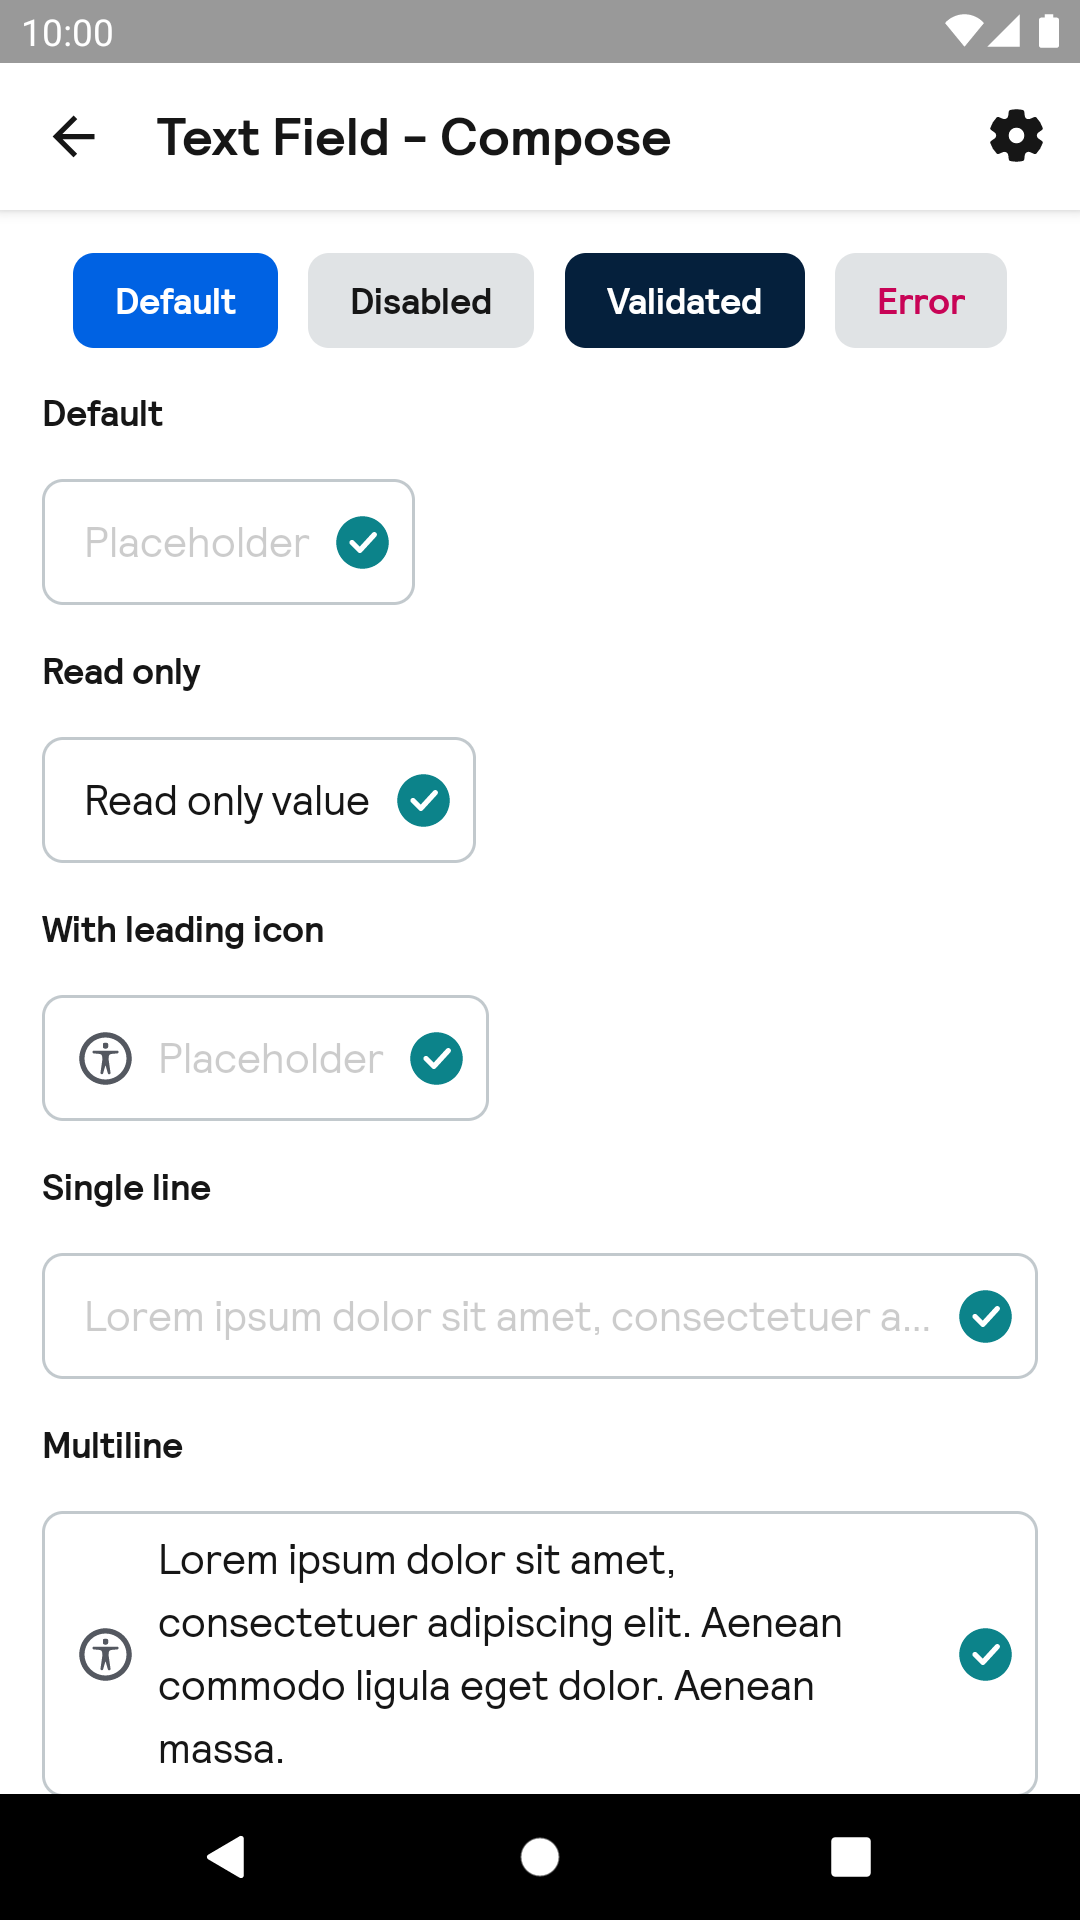 10:00
Text Field - Compose
Default
Disabled
Validated
Error
Default
Placeholder
Read only
Read only value
With leading icon
Placeholder
Single line
Lorem ipsum dolor sit amet, consectetuer a...
Multiline
Lorem ipsum dolor sit amet,
consectetuer adipiscing elit. Aenean
commodo ligula eget dolor. Aenean
massa.